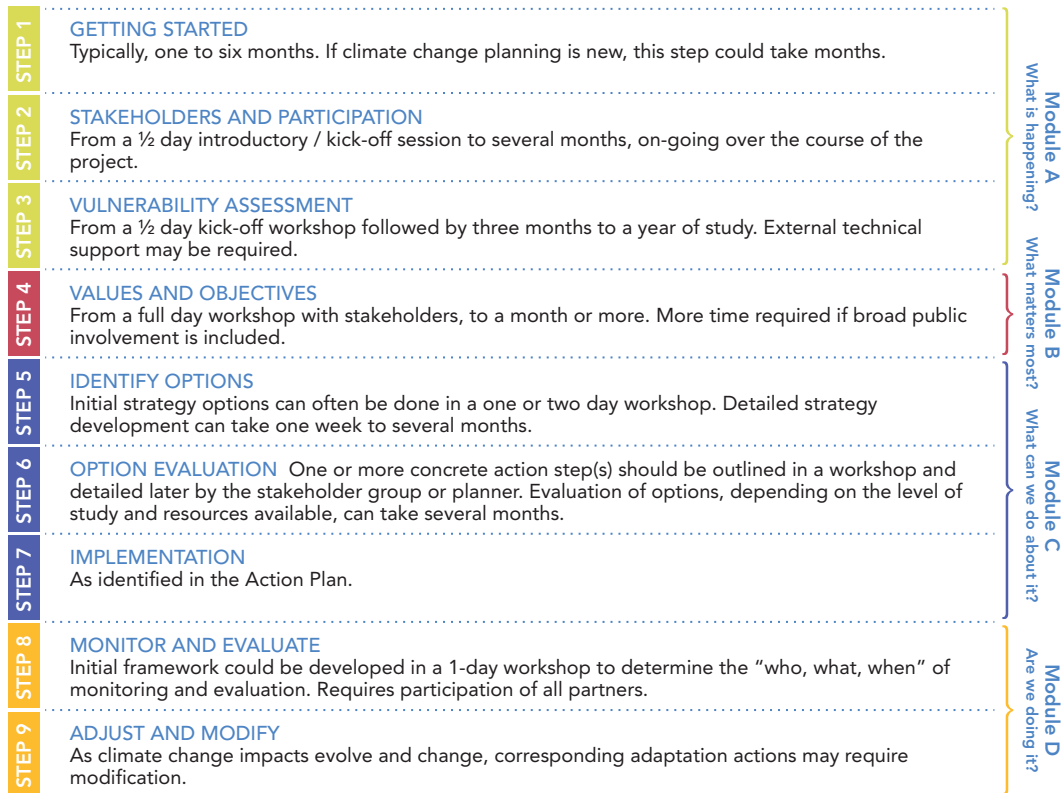 STEP 1
GETTING STARTED
Typically, one to six months. If climate change planning is new, this step could take months.
STEP 2
STAKEHOLDERS AND PARTICIPATION
From a ½ day introductory / kick-off session to several months, on-going over the course of the
project.
STEP 3
VULNERABILITY ASSESSMENT
From a ½ day kick-off workshop followed by three months to a year of study. External technical
support may be required.
Module A
What is happening?
STEP 4
VALUES AND OBJECTIVES
From a full day workshop with stakeholders, to a month or more. More time required if broad public
involvement is included.
Module B
What matters most?
STEP 5
IDENTIFY OPTIONS
Initial strategy options can often be done in a one or two day workshop. Detailed strategy
development can take one week to several months.
STEP 6
OPTION EVALUATION One or more concrete action step(s) should be outlined in a workshop and
detailed later by the stakeholder group or planner. Evaluation of options, depending on the level of
study and resources available, can take several months.
STEP 7
IMPLEMENTATION
As identified in the Action Plan.
Module C
What can we do about it?
STEP 8
MONITOR AND EVALUATE
Initial framework could be developed in a 1-day workshop to determine the “who, what, when” of
monitoring and evaluation. Requires participation of all partners.
STEP 9
ADJUST AND MODIFY
As climate change impacts evolve and change, corresponding adaptation actions may require
modification.
Module D
Are we doing it?